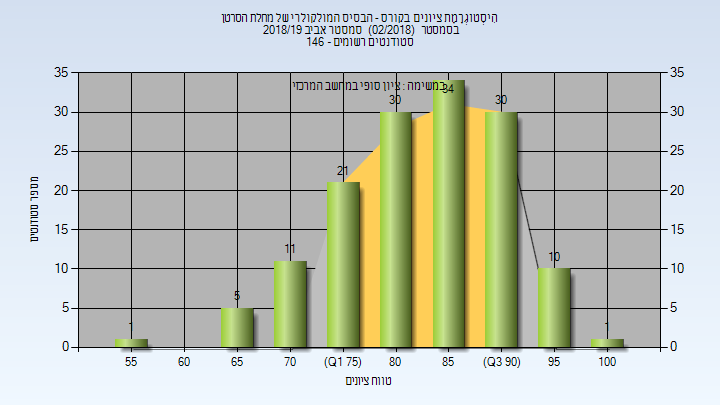 היסטוגרמת ציונים בקורס - הבסיס המולקולרי של מחלת הסרטן
בסמסטר (02/2018) סמסטר אביב 2018/19
סטודנטים רשומים - 146
במשימה : ציון סופי במחשב המרכזי
מספר סטודנטים
35 35
30 30
25 25
20 20
15 15
10 10
5 5
0 0
1 5 11 21 30 34 30 10 1
55 60 65 70 (Q1 75) 80 85 (Q3 90) 95 100
טווח ציונים